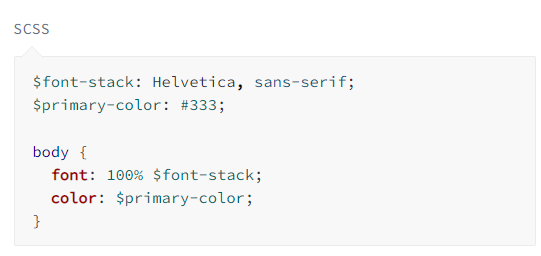 SCSS
$font-stack: Helvetica, sans-serif;
$primary-color: #333;

body {
  font: 100% $font-stack;
  color: $primary-color;
}